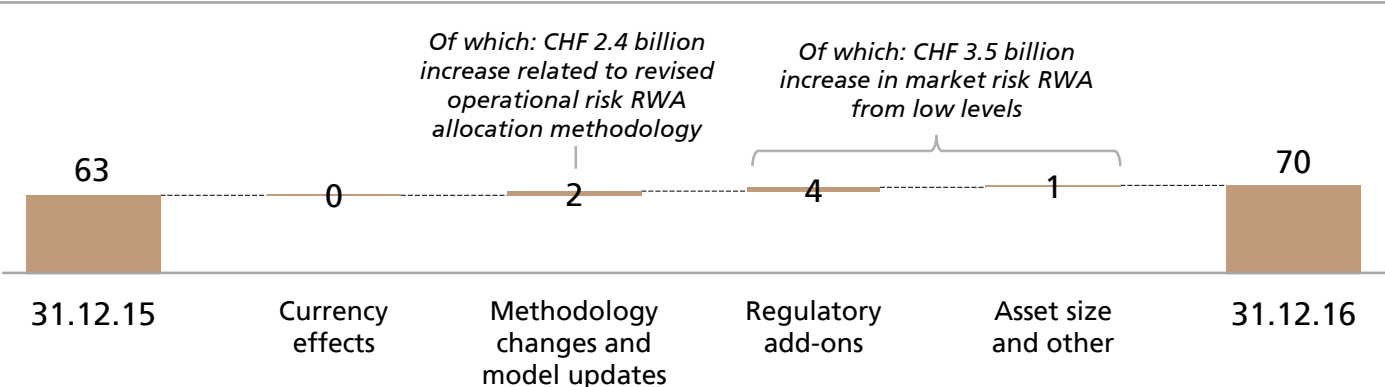 Of which: CHF 2.4 billion
increase related to revised
operational risk RWA
allocation methodology
Of which: CHF 3.5 billion
increase in market risk RWA
from low levels
63
0
2
4
1
70
31.12.15
Currency
effects
Methodology
changes and
model updates
Regulatory
add-ons
Asset size
and other
31.12.16